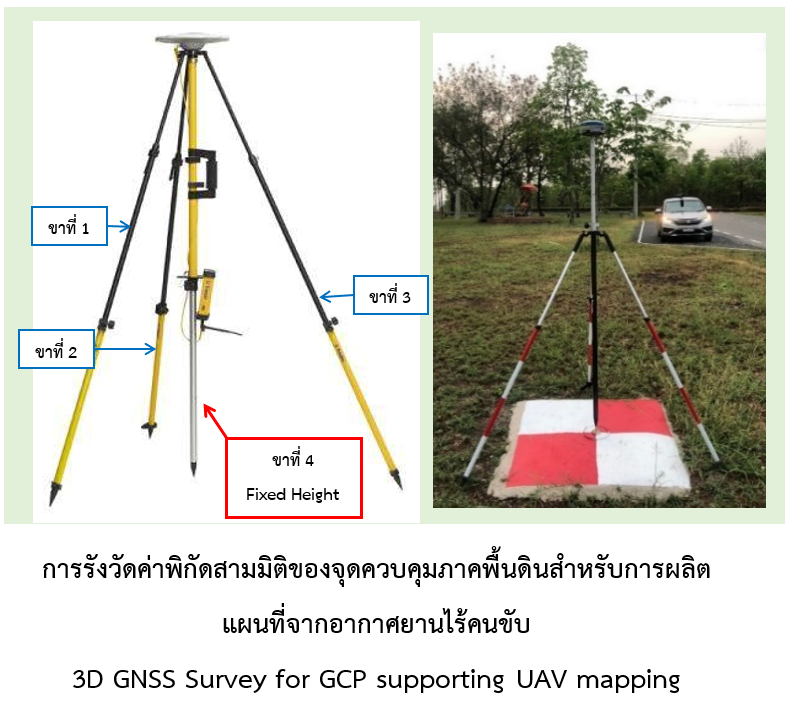 ขาที่ 1
ขาที่ 2
ขาที่ 3
ขาที่ 4
Fixed Height
การรังวัดค่าพิกัดสามมิติของจุดควบคุมภาคพื้นดินสำหรับการผลิต
แผนที่จากอากาศยานไร้คนขับ
3D GNSS Survey for GCP supporting UAV mapping